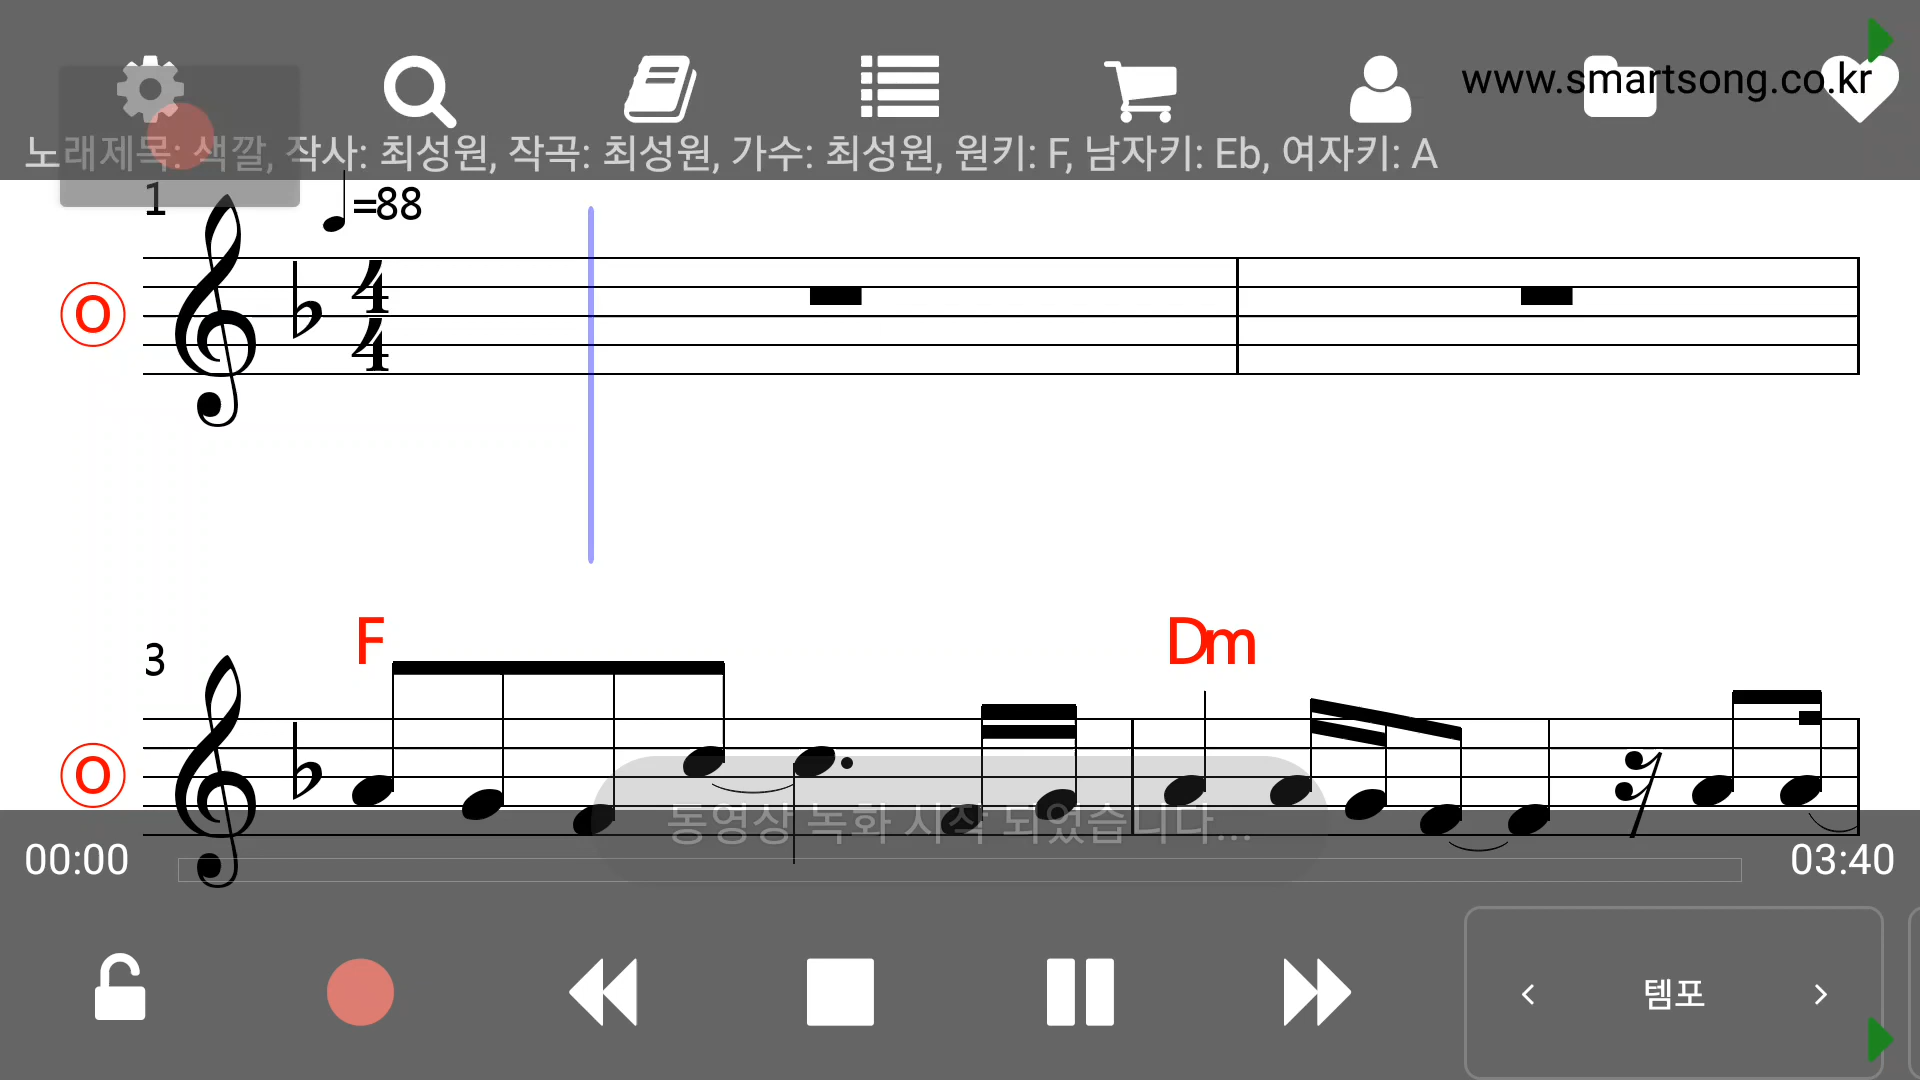 www.smartsong.co.kr
노래제목: 색깔, 작사: 최성원, 작곡: 최성원, 가수: 최성원, 원키: F, 남자키: Eb, 여자키: A
1 =88
O 4
4
F Dm
3
O
동영상 녹화 시작 되었습니다...
00:00 03:40
템포